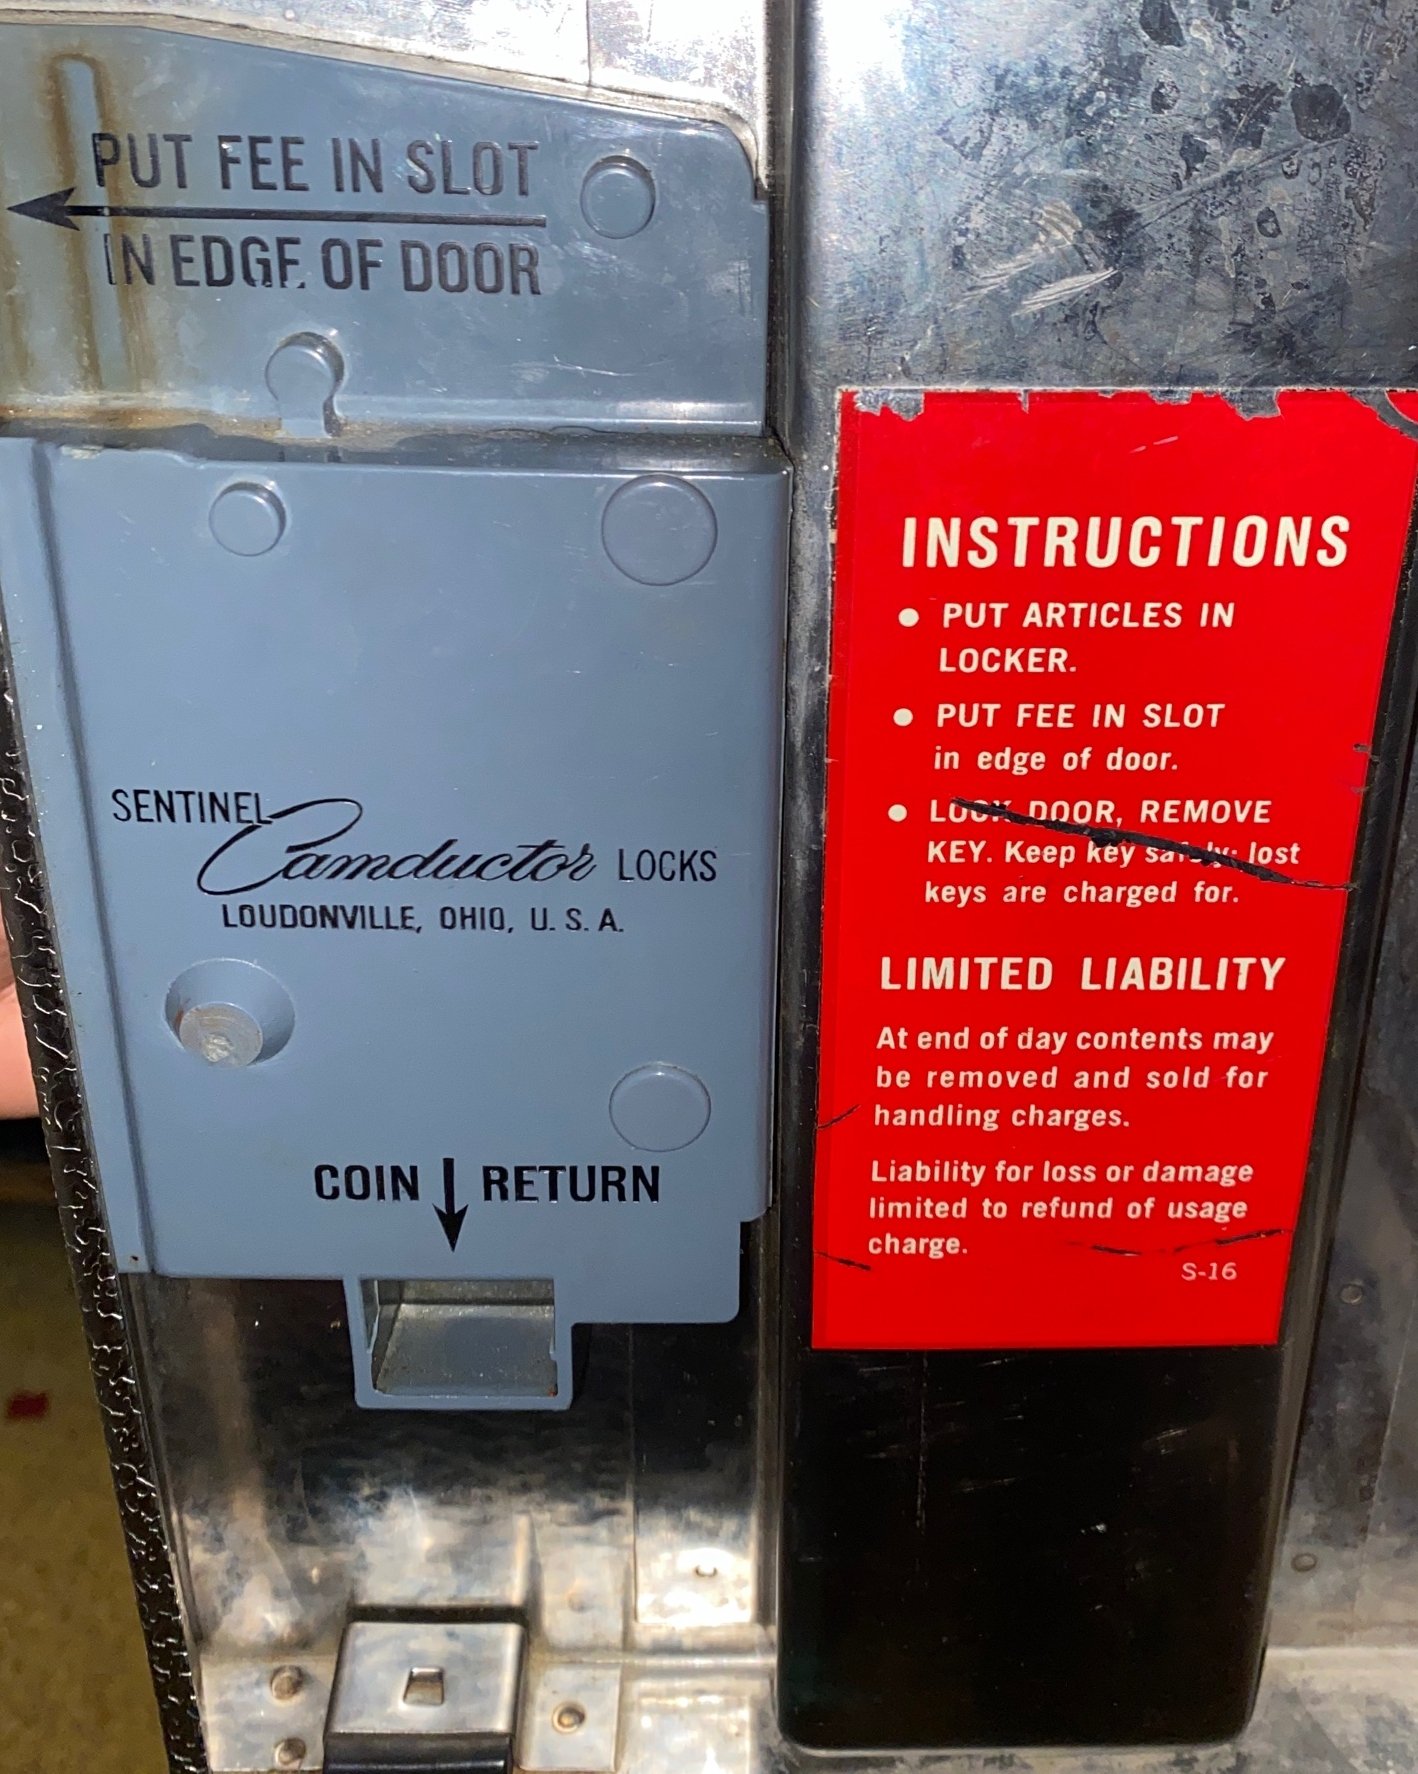 PUT FEE IN SLOT
IN EDGE OF DOOR
SENTINEL Camductor LOCKS
LOUDONVILLE, OHIO, U. S. A.
COIN RETURN
INSTRUCTIONS
• PUT ARTICLES IN
LOCKER.
• PUT FEE IN SLOT
in edge of door.
• LOCK DOOR, REMOVE
KEY. Keep key safely; lost
keys are charged for.
LIMITED LIABILITY
At end of day contents may
be removed and sold for
handling charges.
Liability for loss or damage
limited to refund of usage
charge.
S-16